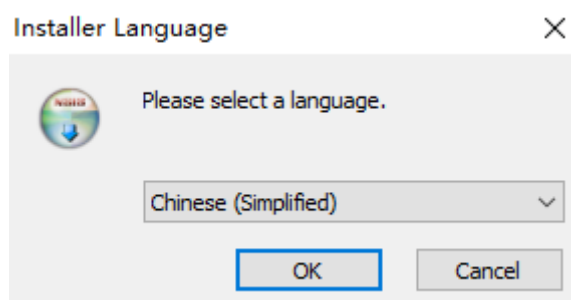 Installer Language
Please select a language.
Chinese (Simplified)
OK
Cancel